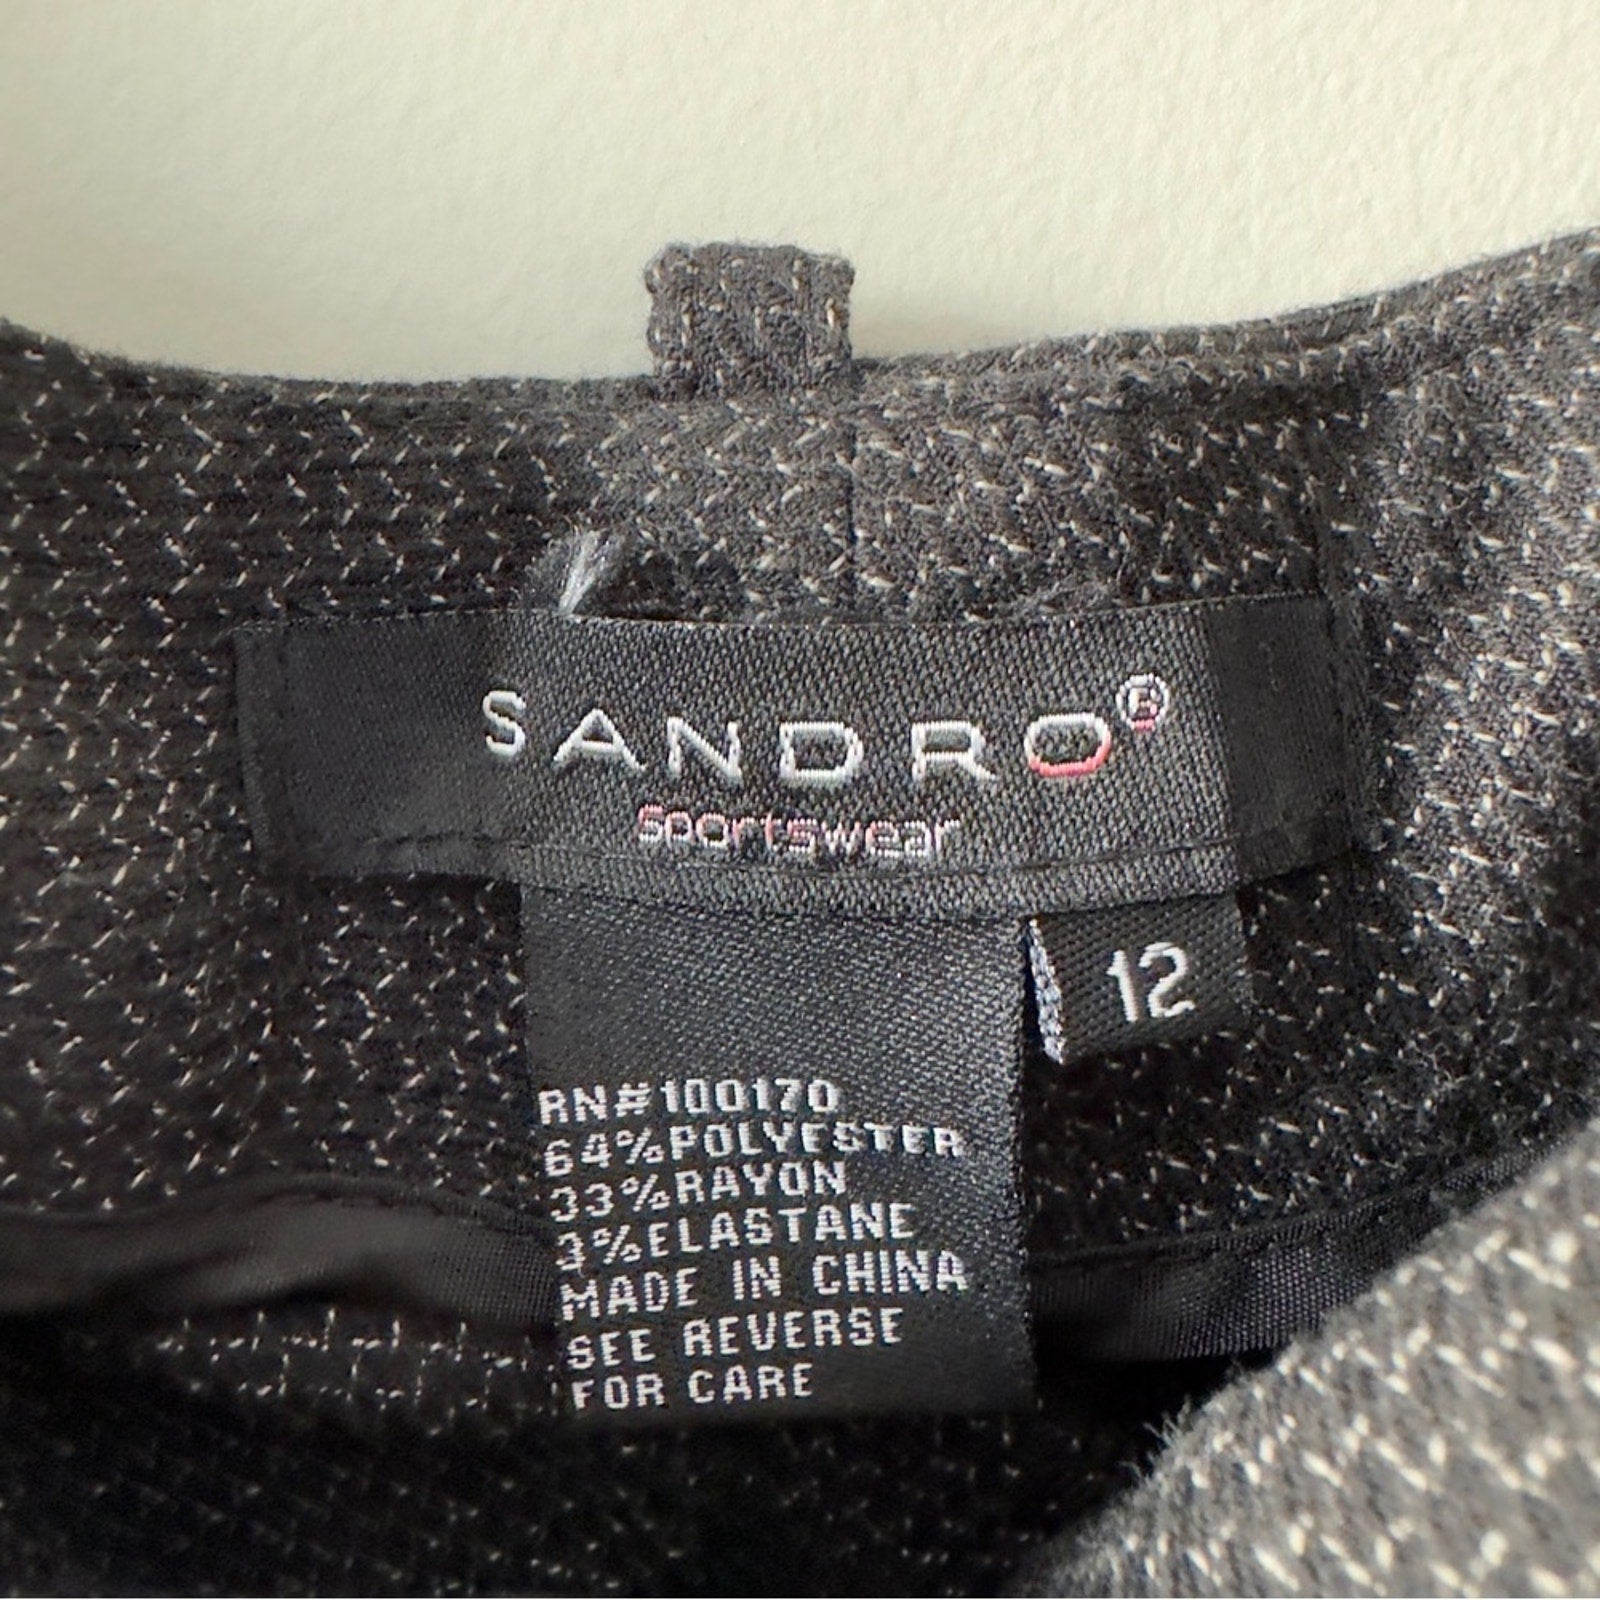 SANDRO®
Sportswear
12
RN#100170
64%POLYESTER
33%RAYON
3%ELASTANE
MADE IN CHINA
SEE REVERSE
FOR CARE